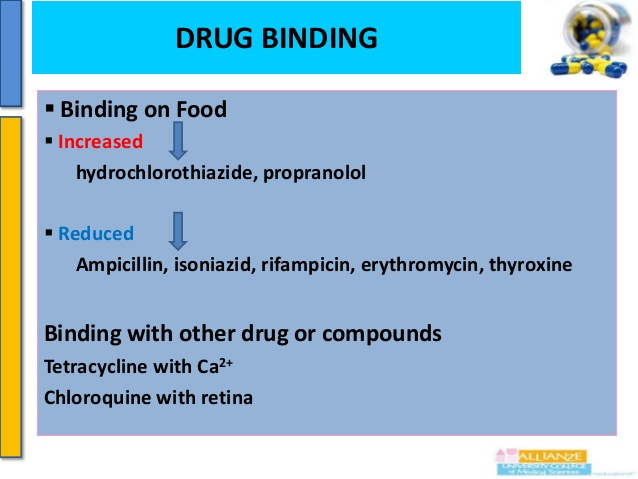 DRUG BINDING
▪ Binding on Food
▪ Increased
hydrochlorothiazide, propranolol
▪ Reduced
Ampicillin, isoniazid, rifampicin, erythromycin, thyroxine
Binding with other drug or compounds
Tetracycline with Ca²⁺
Chloroquine with retina
ALLIANZE
UNIVERSITY COLLEGE
of Medical Sciences